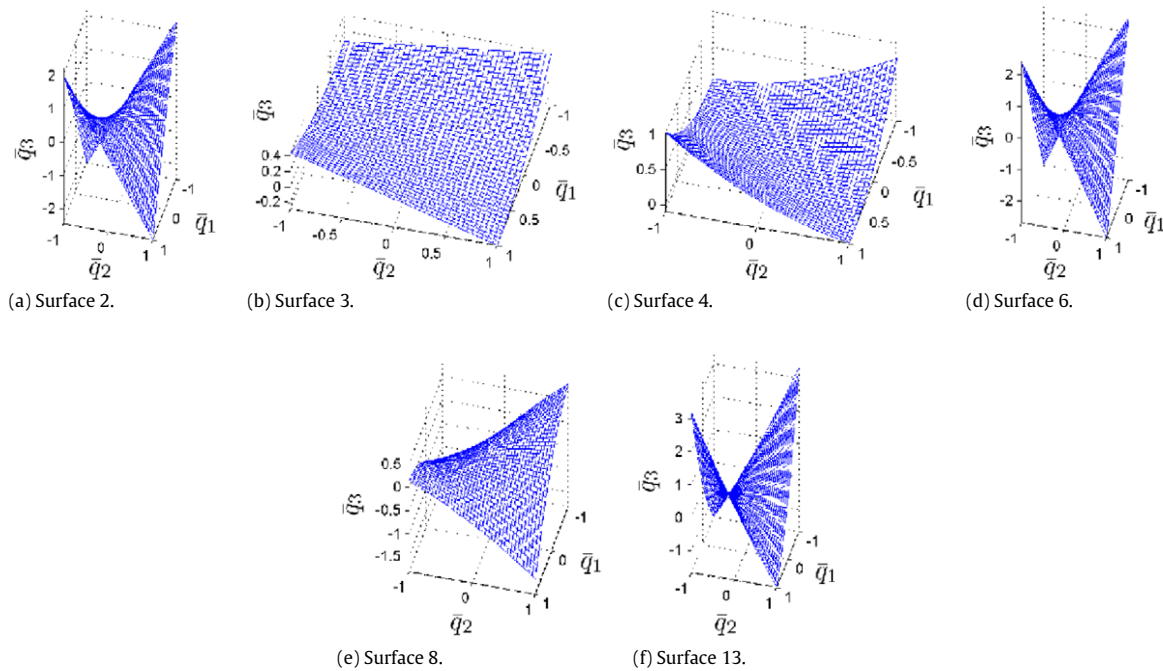 2
1
0
-1
-2
q̄3
-1
0
1
q̄2
-1
0
1
q̄1
(a) Surface 2.
q̄3
0.4
0.2
0
-0.2
-1
-0.5
0
0.5
1
q̄2
-1
-0.5
0
0.5
1
q̄1
(b) Surface 3.
q̄3
1
0.5
0
-1
0
1
q̄2
-1
-0.5
0
0.5
1
q̄1
(c) Surface 4.
2
1
0
-1
-2
q̄3
-1
0
1
q̄2
-1
0
1
q̄1
(d) Surface 6.
0.5
0
-0.5
-1
-1.5
q̄3
-1
0
1
q̄2
-1
0
1
q̄1
(e) Surface 8.
3
2
1
0
-1
q̄3
-1
0
1
q̄2
-1
0
1
q̄1
(f) Surface 13.